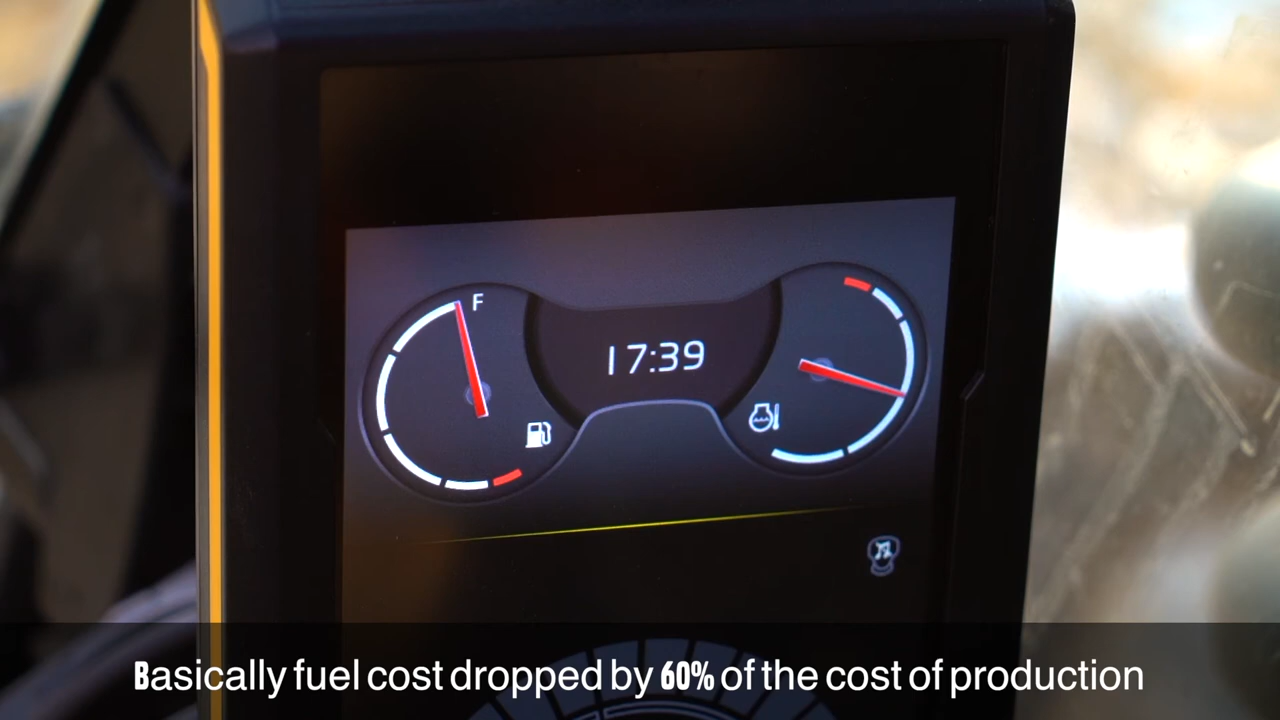 F
17:39
Basically fuel cost dropped by 60% of the cost of production